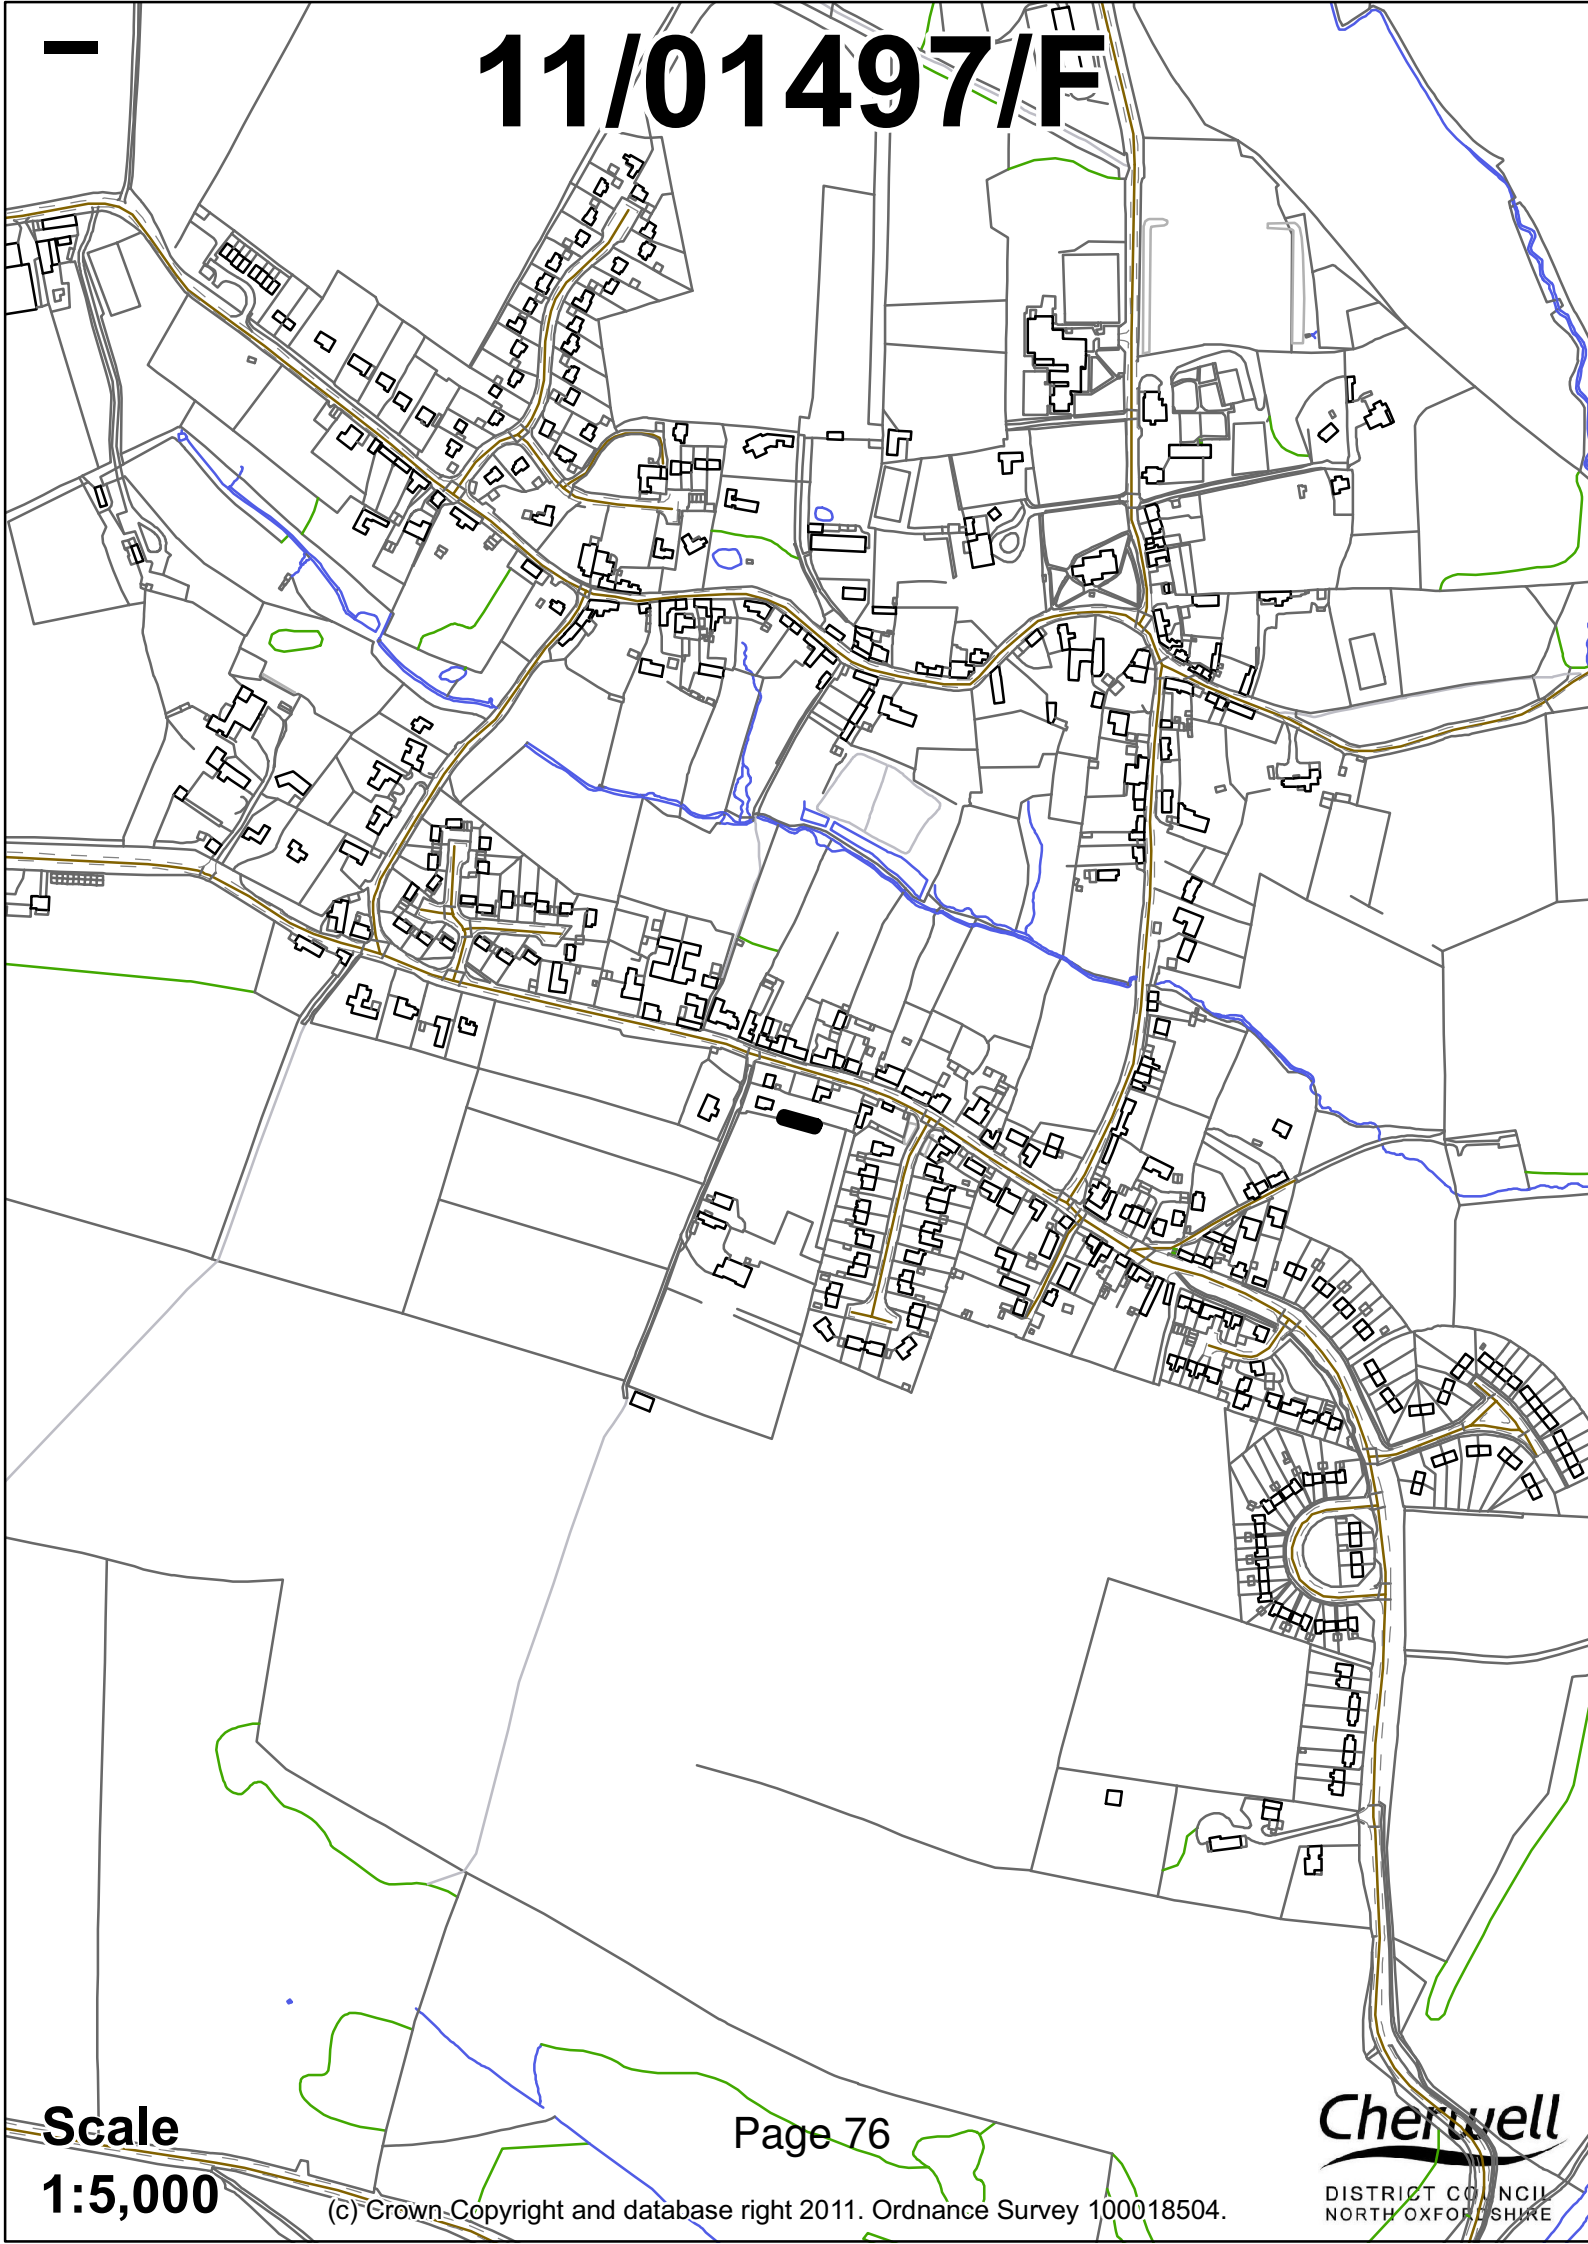 11/01497/F
Scale
1:5,000
Page 76
(c) Crown Copyright and database right 2011. Ordnance Survey 100018504.
Cherwell
DISTRICT COUNCIL
NORTH OXFORDSHIRE